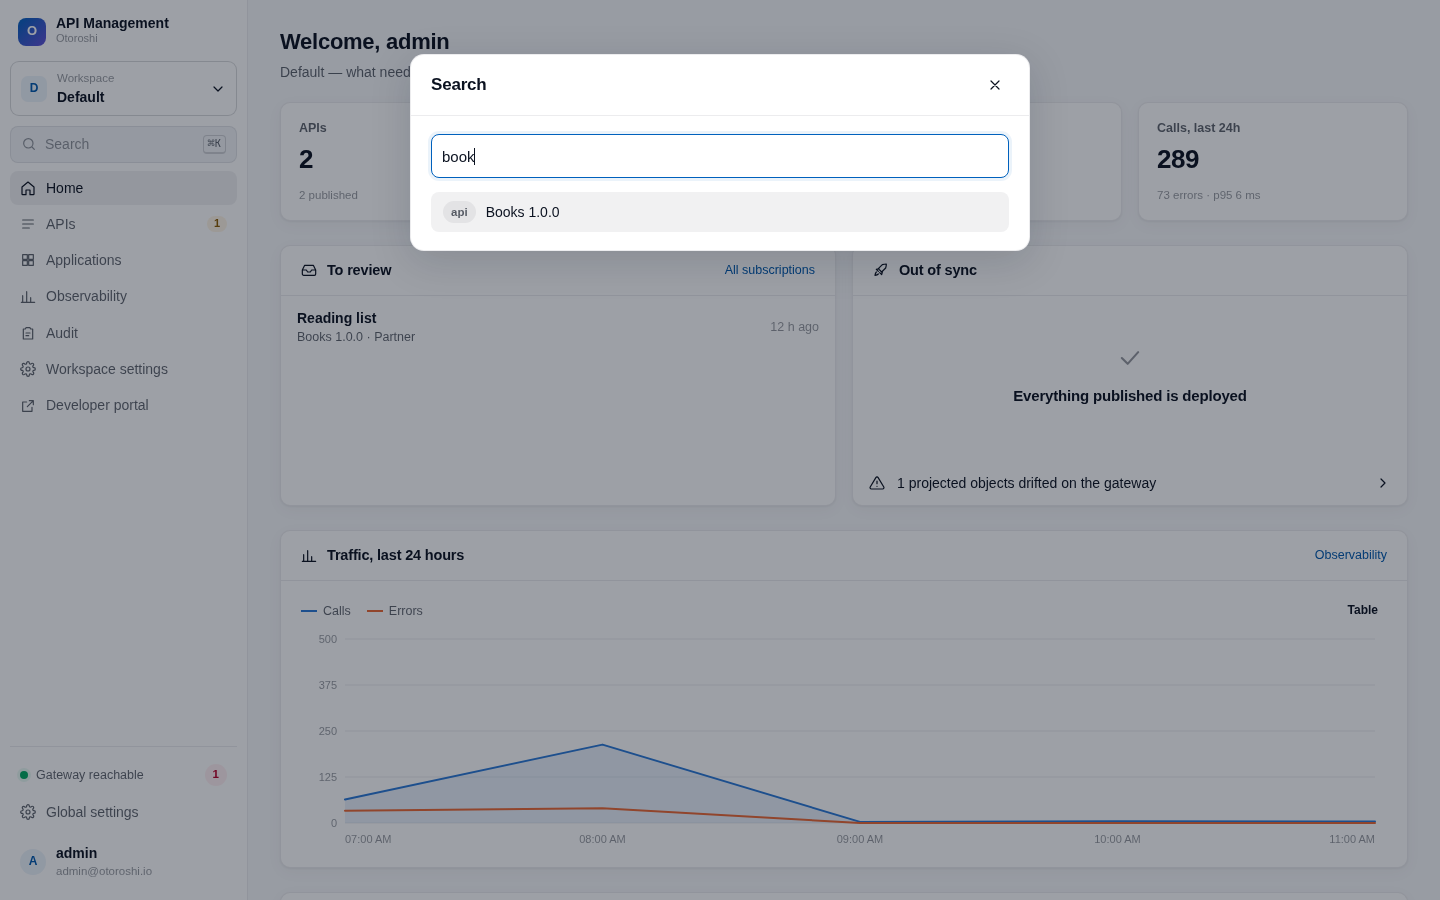 API Management
Otoroshi
Workspace
D
Default
Search
⌘K
Home
APIs
1
Applications
Observability
Audit
Workspace settings
Developer portal
Gateway reachable
1
Global settings
A
admin
admin@otoroshi.io
O
Welcome, admin
Default — what need
Search
book
api
Books 1.0.0
APIs
2
2 published
Calls, last 24h
289
73 errors · p95 6 ms
To review
All subscriptions
Reading list
Books 1.0.0 · Partner
12 h ago
Out of sync
Everything published is deployed
1 projected objects drifted on the gateway
Traffic, last 24 hours
Observability
Calls
Errors
Table
500
375
250
125
0
07:00 AM
08:00 AM
09:00 AM
10:00 AM
11:00 AM